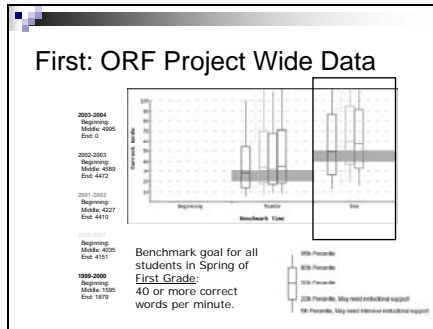 First: ORF Project Wide Data
2003-2004
Beginning:
Middle: 4995
End: 0
2002-2003
Beginning:
Middle: 4589
End: 4472
2001-2002
Beginning:
Middle: 4227
End: 4410
Beginning:
Middle: 4035
End: 4151
1999-2000
Beginning:
Middle: 1595
End: 1879
Correct Words
Beginning
Middle
End
Benchmark Time
Benchmark goal for all
students in Spring of
First Grade:
40 or more correct
words per minute.
95th Percentile
80th Percentile
50th Percentile
20th Percentile, May need instructional support
5th Percentile, May need intensive instructional support